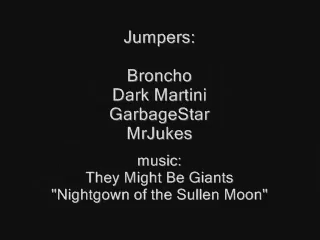 Jumpers:
Broncho
Dark Martini
GarbageStar
MrJukes
music:
They Might Be Giants
"Nightgown of the Sullen Moon"